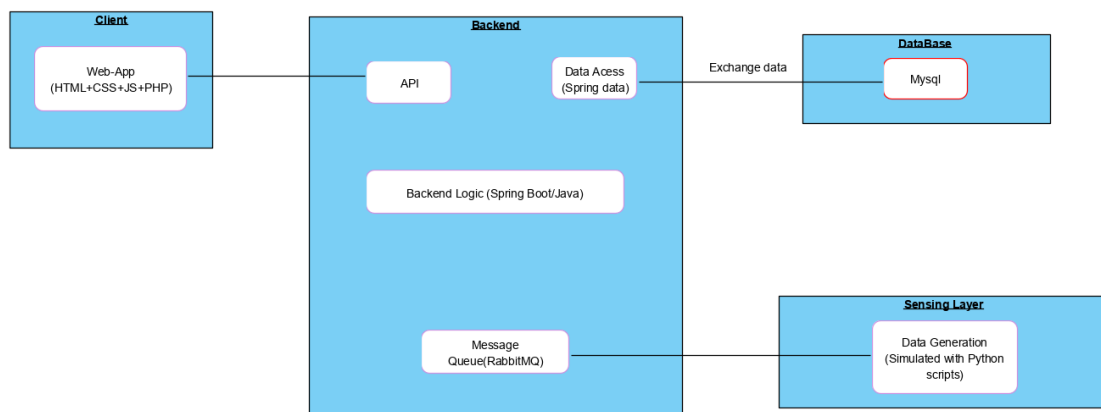 Client
Web-App
(HTML+CSS+JS+PHP)
Backend
API
Data Acess
(Spring data)
Exchange data
DataBase
Mysql
Backend Logic (Spring Boot/Java)
Message
Queue(RabbitMQ)
Sensing Layer
Data Generation
(Simulated with Python
scripts)